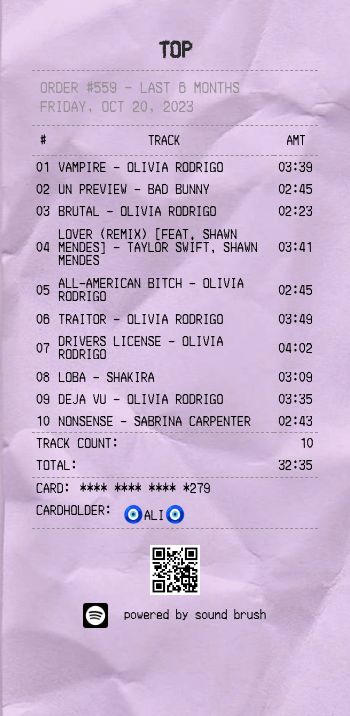 TOP
ORDER #559 - LAST 6 MONTHS
FRIDAY, OCT 20, 2023
# TRACK AMT
01 VAMPIRE - OLIVIA RODRIGO 03:39
02 UN PREVIEW - BAD BUNNY 02:45
03 BRUTAL - OLIVIA RODRIGO 02:23
LOVER (REMIX) [FEAT. SHAWN
04 MENDES] - TAYLOR SWIFT, SHAWN 03:41
MENDES
05 ALL-AMERICAN BITCH - OLIVIA 02:45
RODRIGO
06 TRAITOR - OLIVIA RODRIGO 03:49
07 DRIVERS LICENSE - OLIVIA 04:02
RODRIGO
08 LOBA - SHAKIRA 03:09
09 DEJA VU - OLIVIA RODRIGO 03:35
10 NONSENSE - SABRINA CARPENTER 02:43
TRACK COUNT: 10
TOTAL: 32:35
CARD: **** **** **** *279
CARDHOLDER: 🧿ALI🧿
powered by sound brush